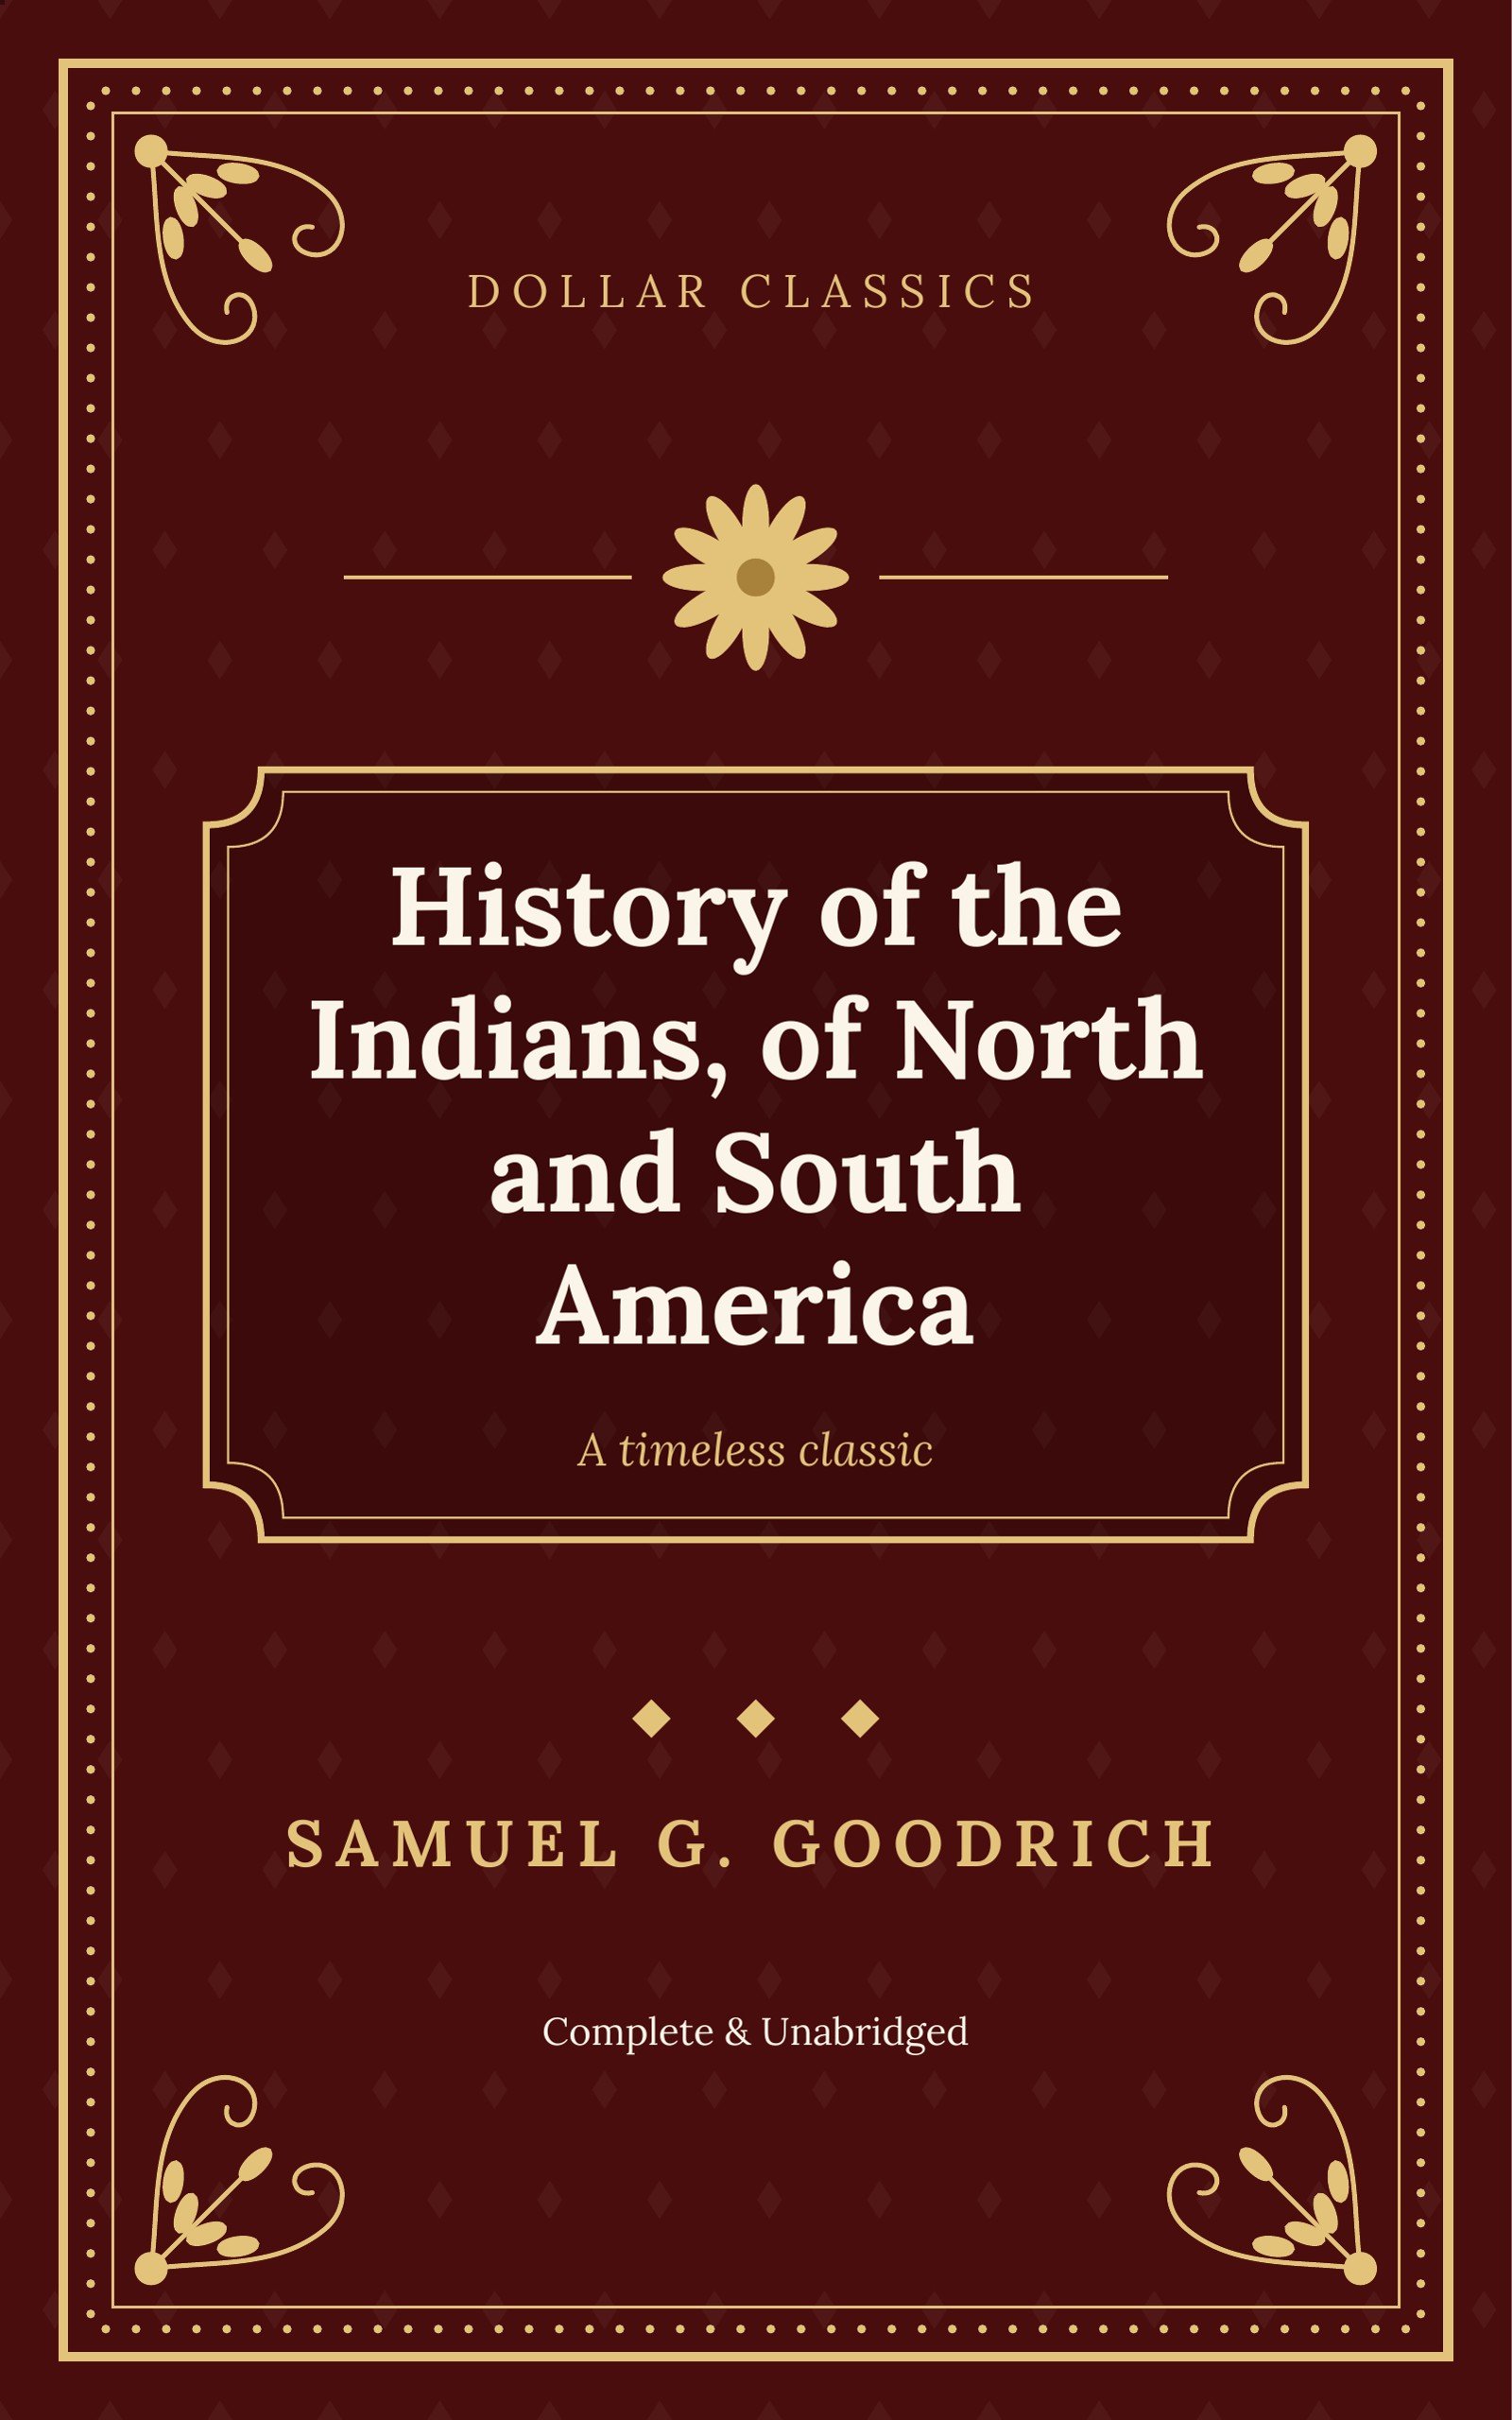 DOLLAR CLASSICS
History of the
Indians, of North
and South
America
A timeless classic
SAMUEL G. GOODRICH
Complete & Unabridged